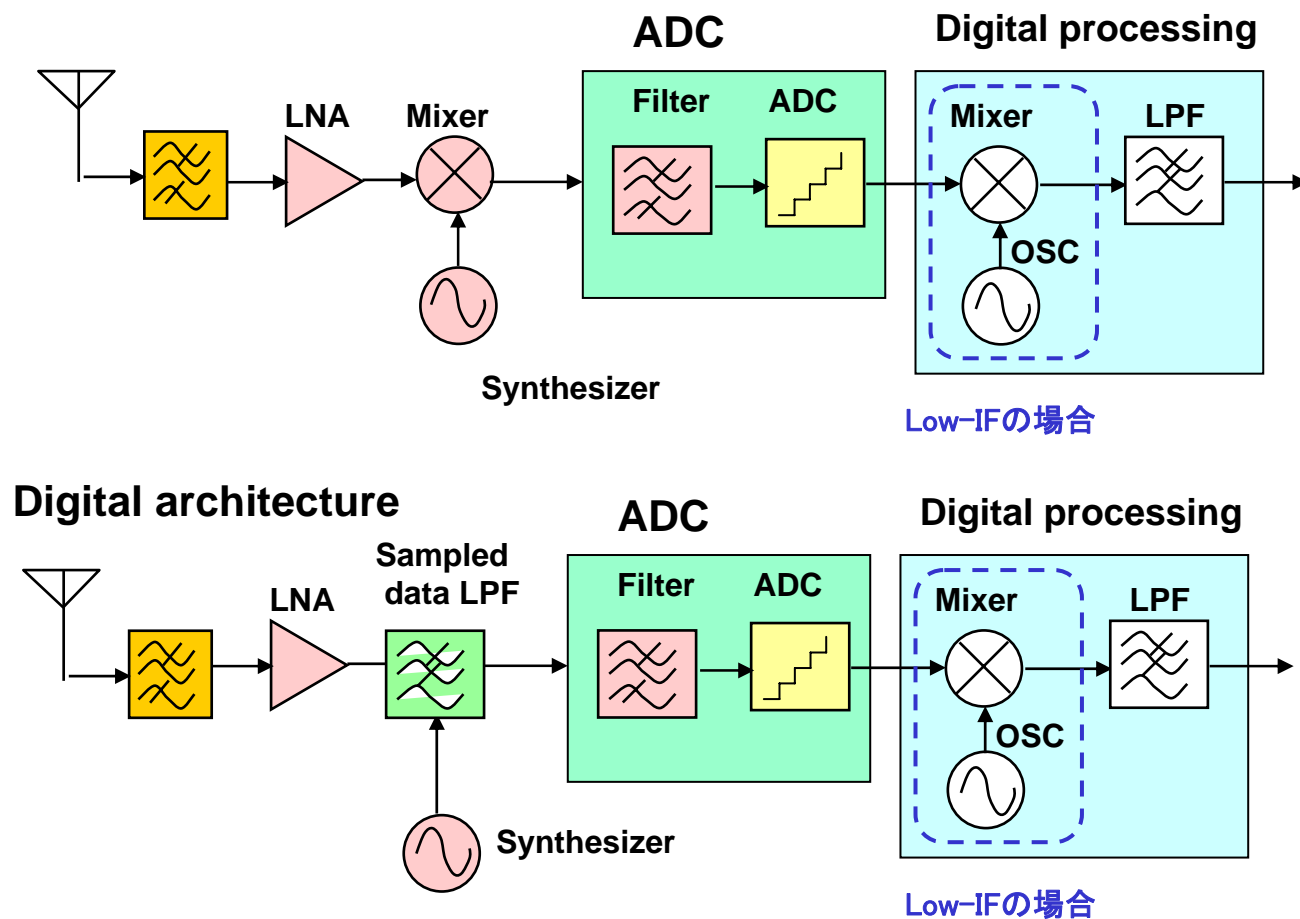 ADC
Digital processing
LNA
Mixer
Filter
ADC
Mixer
LPF
OSC
Synthesizer
Low-IFの場合
Digital architecture
ADC
Digital processing
Sampled
data LPF
LNA
Filter
ADC
Mixer
LPF
OSC
Synthesizer
Low-IFの場合